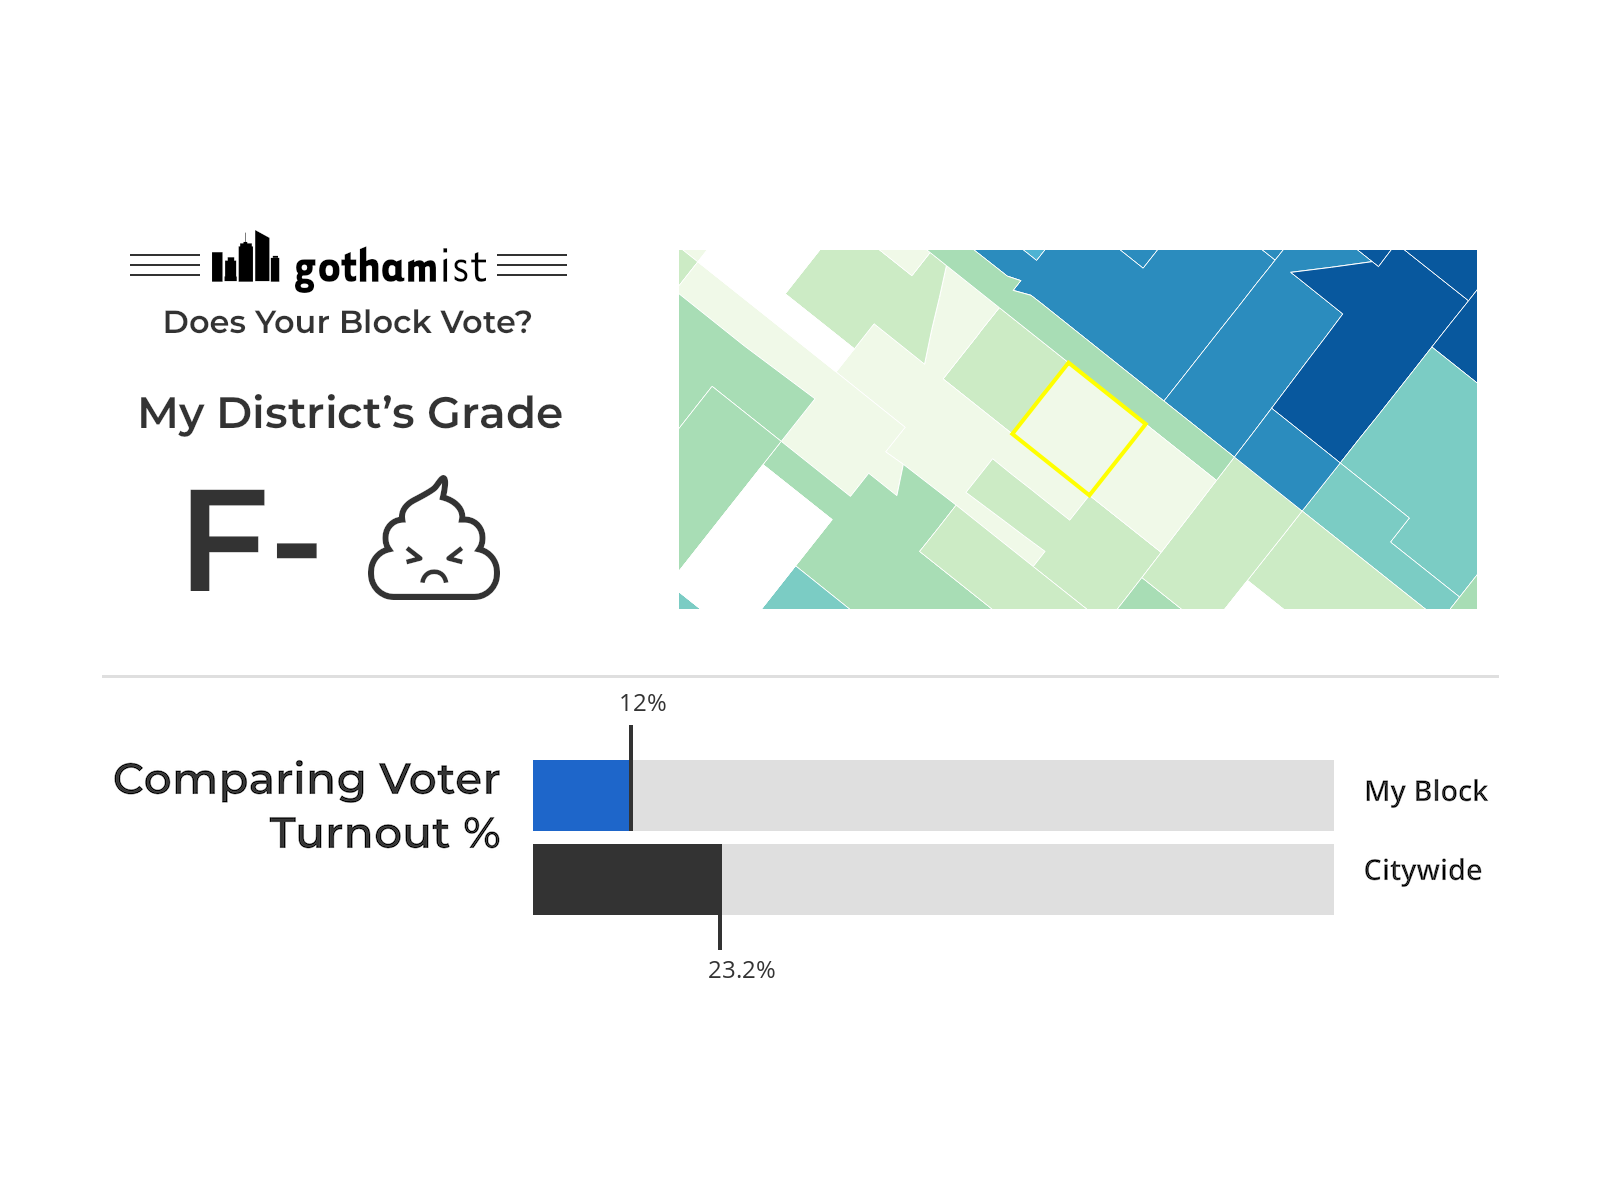 gothamist
Does Your Block Vote?
My District’s Grade
F-
12%
Comparing Voter
Turnout %
My Block
Citywide
23.2%